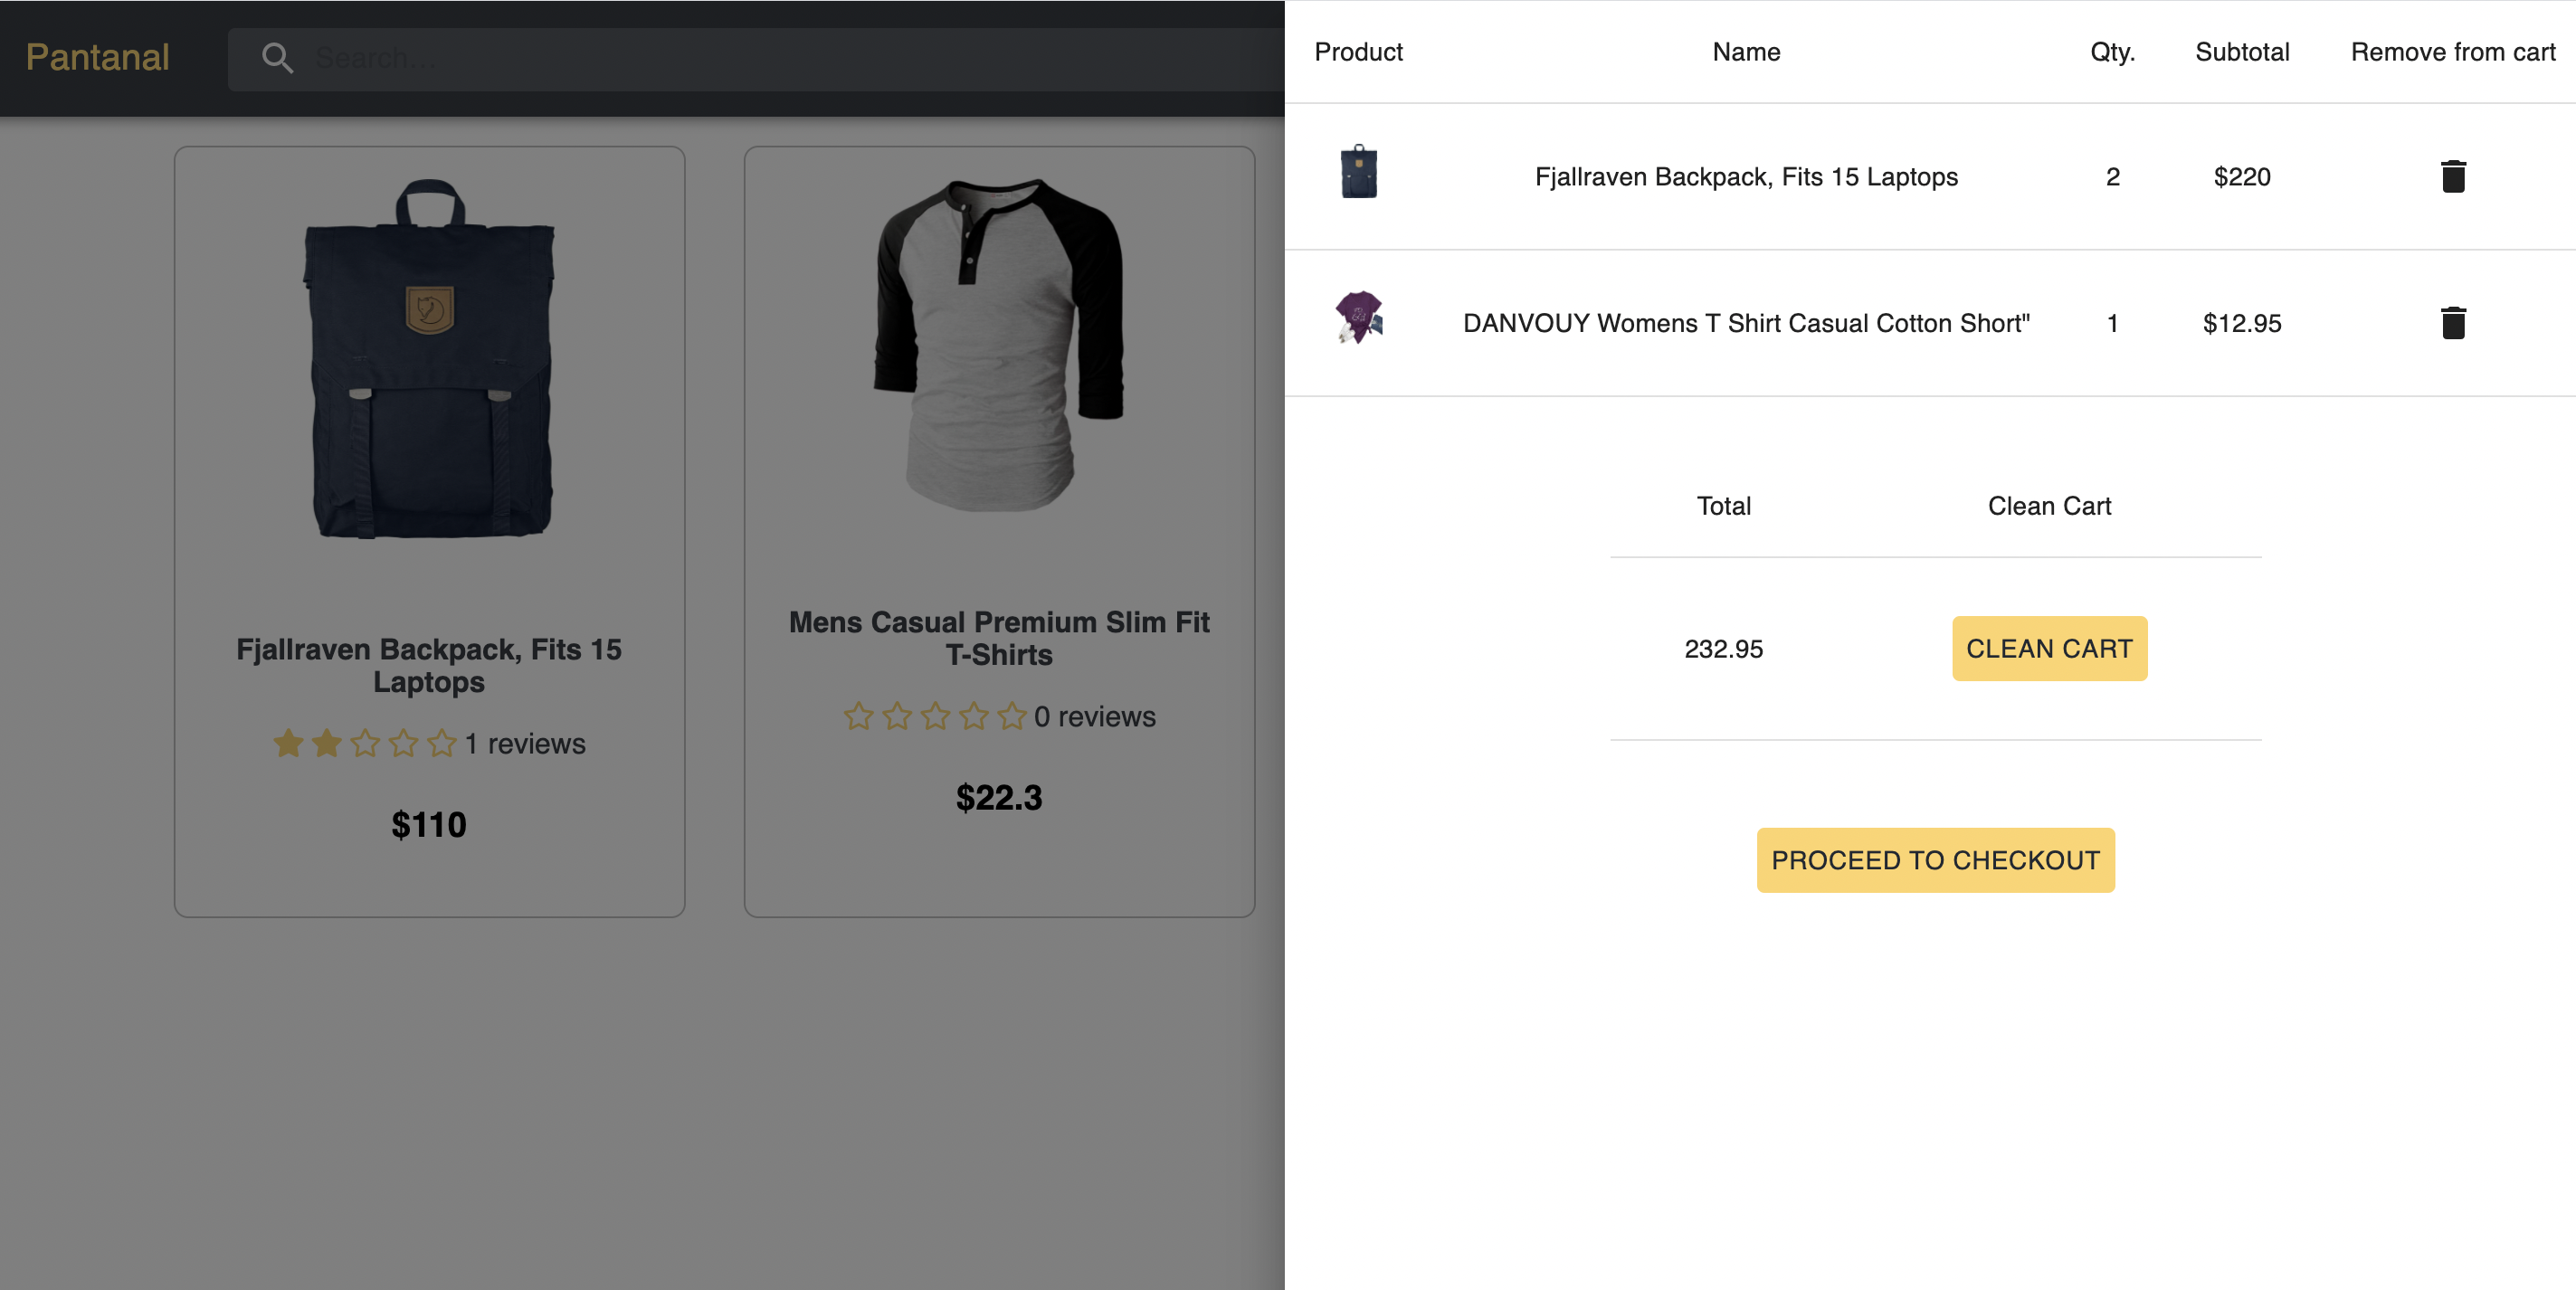 Pantanal
Search...
Fjallraven Backpack, Fits 15
Laptops
1 reviews
$110
Mens Casual Premium Slim Fit
T-Shirts
0 reviews
$22.3
Product Name Qty. Subtotal Remove from cart
Fjallraven Backpack, Fits 15 Laptops 2 $220
DANVOUY Womens T Shirt Casual Cotton Short" 1 $12.95
Total Clean Cart
232.95 CLEAN CART
PROCEED TO CHECKOUT